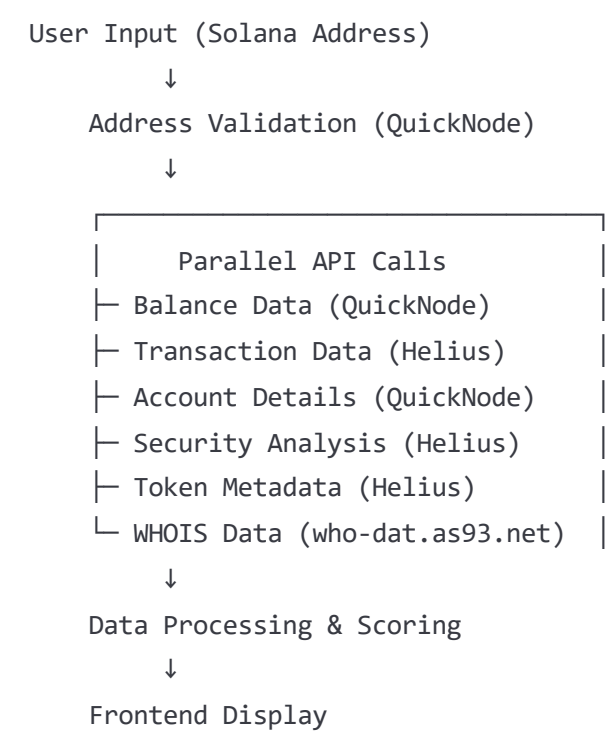 User Input (Solana Address)
↓
Address Validation (QuickNode)
↓
Parallel API Calls
├─ Balance Data (QuickNode)
├─ Transaction Data (Helius)
├─ Account Details (QuickNode)
├─ Security Analysis (Helius)
├─ Token Metadata (Helius)
└─ WHOIS Data (who-dat.as93.net)
↓
Data Processing & Scoring
↓
Frontend Display